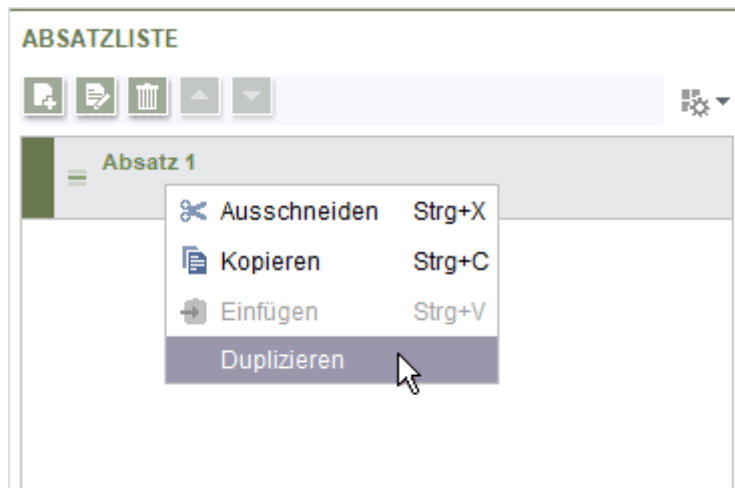 ABSATZLISTE
Absatz 1
Ausschneiden Strg+X
Kopieren Strg+C
Einfügen Strg+V
Duplizieren